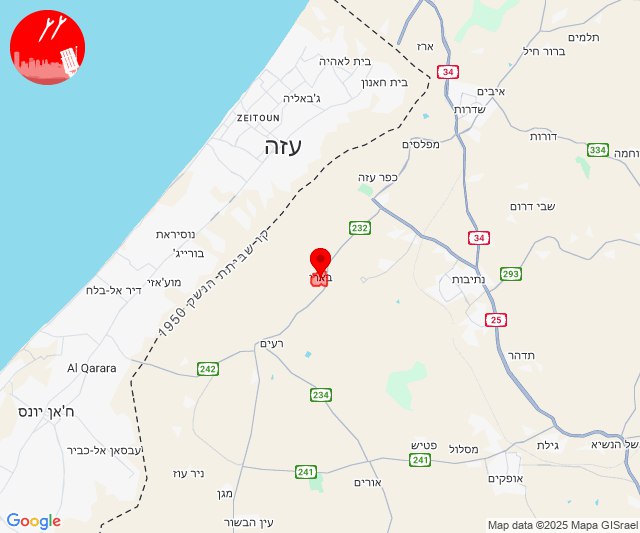 ארז
תלמים
ברור חיל
בית לאהיה
34
בית חאנון
איבים
ג'באליה
שדרות
ZEITOUN
דורות
עזה
מפלסים
334
וחמה
כפר עזה
שבי דרום
232
נוסיראת
34
קו שביתת הנשק 1950
בורייג'
293
מוע'אזי
נתיבות
בארי
דיר אל-בלח
25
רעים
תדהר
Al Qarara
242
234
ח'אן יונס
של הנשיא
פטיש
גילת
עבסאן אל-כביר
מסלול
241
241
ניר עוז
אופקים
אורים
מגן
עין הבשור
Google
Map data ©2025 Mapa GISrael